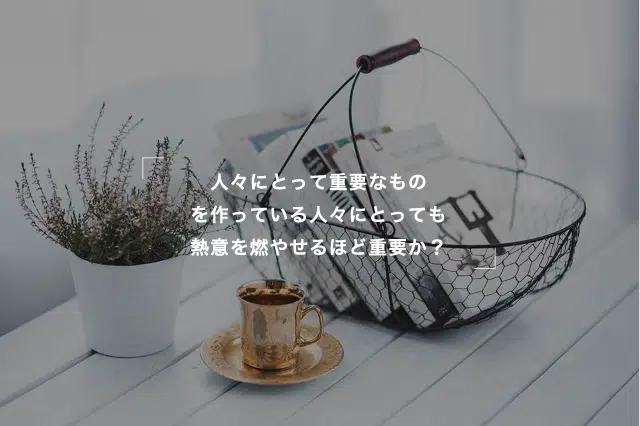 「人々にとって重要なもの
を作っている人々にとっても
熱意を燃やせるほど重要か？」